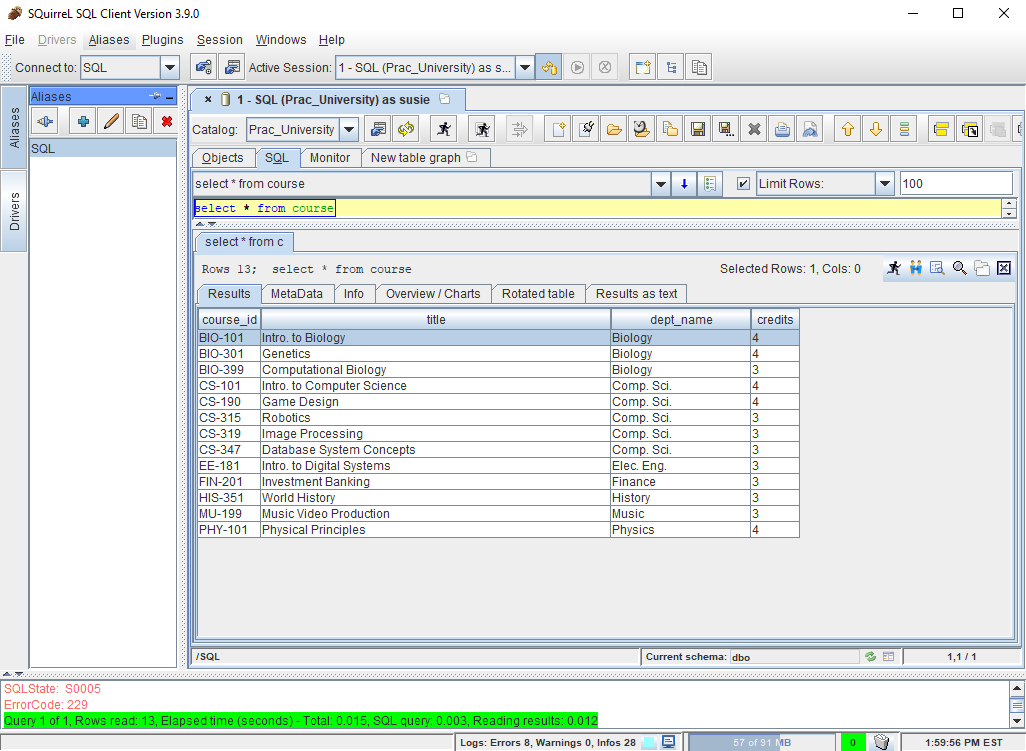 SQuirreL SQL Client Version 3.9.0
File Drivers Aliases Plugins Session Windows Help
Connect to: SQL Active Session: 1 - SQL (Prac_University) as s...
Aliases
Aliases
Drivers
SQL
1 - SQL (Prac_University) as susie
Catalog: Prac_University
Objects SQL Monitor New table graph
select * from course Limit Rows: 100
select * from course
select * from c
Rows 13; select * from course Selected Rows: 1, Cols: 0
Results MetaData Info Overview / Charts Rotated table Results as text
course_id title dept_name credits
BIO-101 Intro. to Biology Biology 4
BIO-301 Genetics Biology 4
BIO-399 Computational Biology Biology 3
CS-101 Intro. to Computer Science Comp. Sci. 4
CS-190 Game Design Comp. Sci. 4
CS-315 Robotics Comp. Sci. 3
CS-319 Image Processing Comp. Sci. 3
CS-347 Database System Concepts Comp. Sci. 3
EE-181 Intro. to Digital Systems Elec. Eng. 3
FIN-201 Investment Banking Finance 3
HIS-351 World History History 3
MU-199 Music Video Production Music 3
PHY-101 Physical Principles Physics 4
/SQL Current schema: dbo 1,1 / 1
SQLState: S0005
ErrorCode: 229
Query 1 of 1, Rows read: 13, Elapsed time (seconds) - Total: 0.015, SQL query: 0.003, Reading results: 0.012
Logs: Errors 8, Warnings 0, Infos 28 57 of 91 MB 0 1:59:56 PM EST